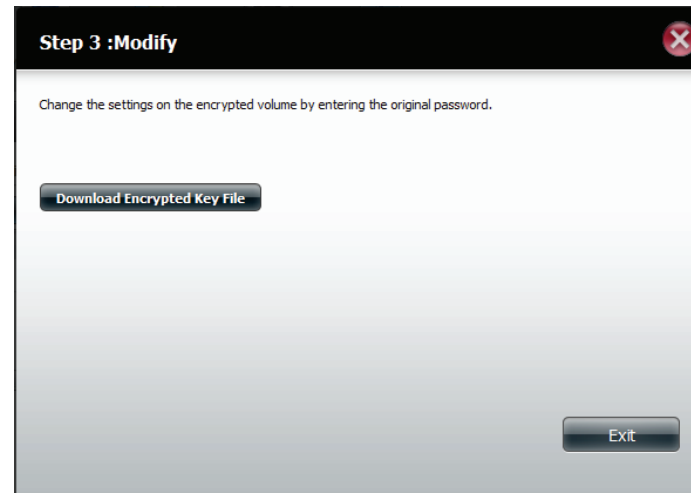 Step 3 :Modify
Change the settings on the encrypted volume by entering the original password.
Download Encrypted Key File
Exit